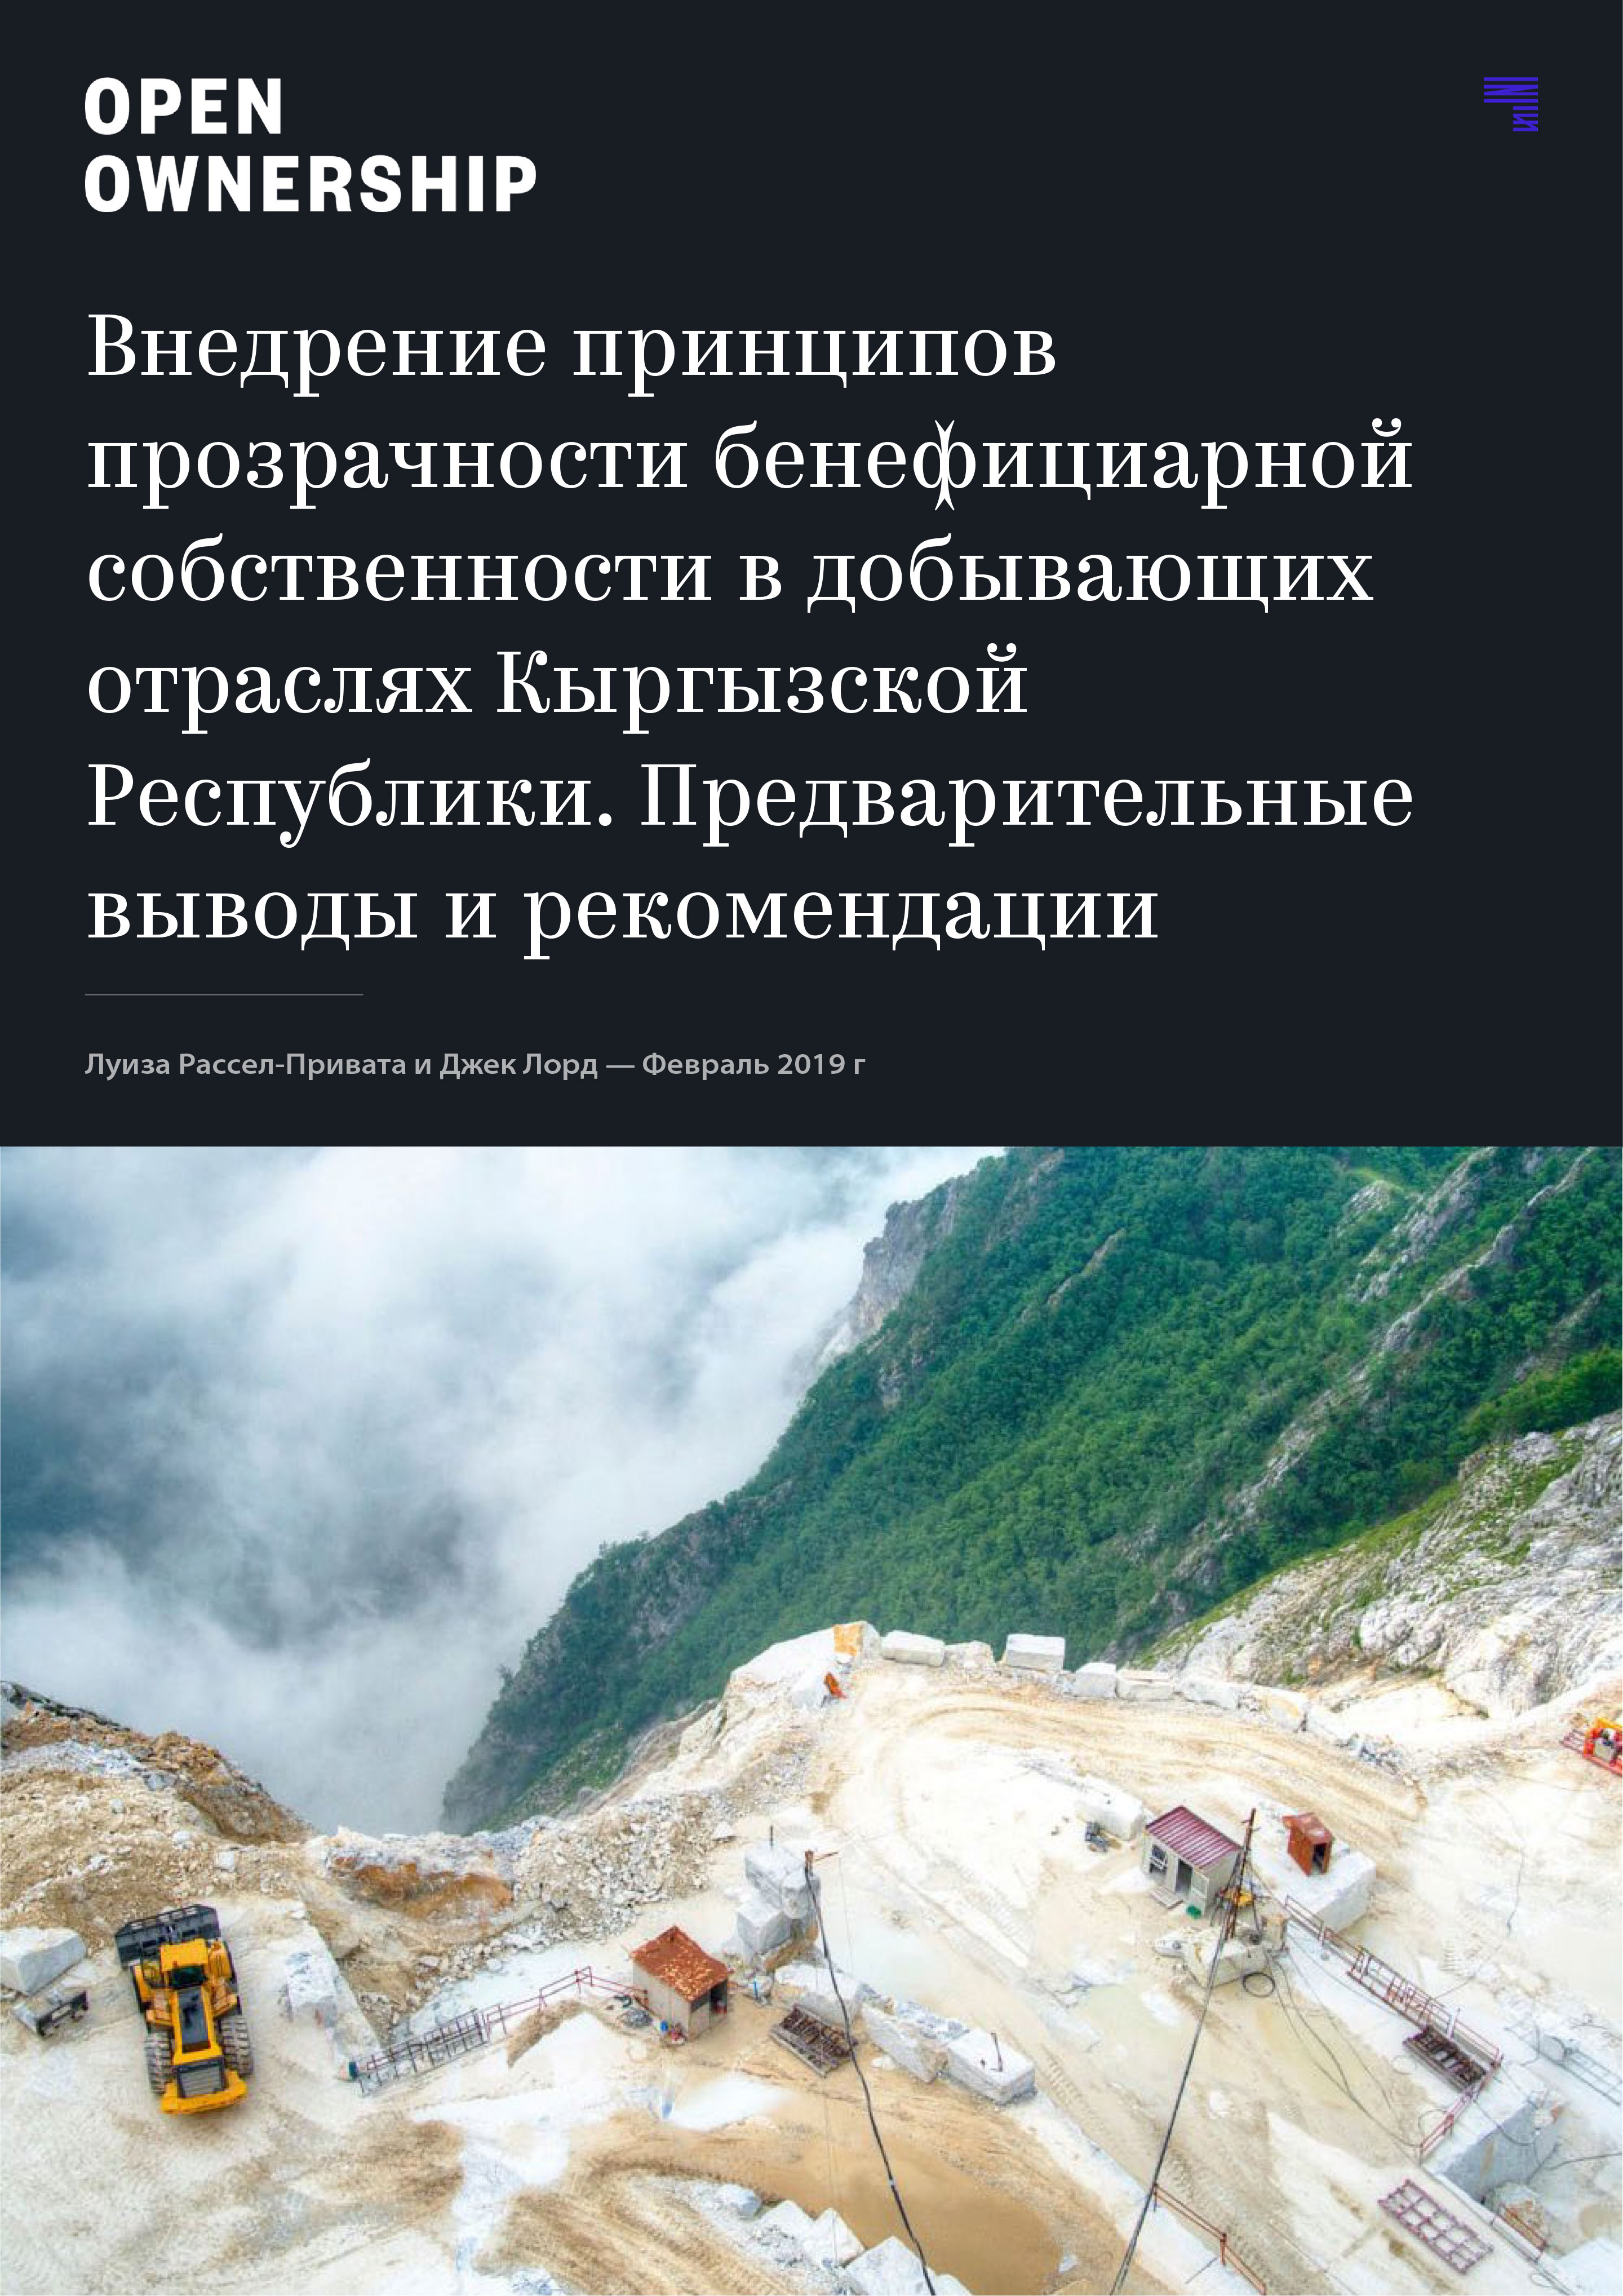 OPEN
OWNERSHIP
Внедрение принципов
прозрачности бенефициарной
собственности в добывающих
отраслях Кыргызской
Республики. Предварительные
выводы и рекомендации
Луиза Рассел-Привата и Джек Лорд — Февраль 2019 г